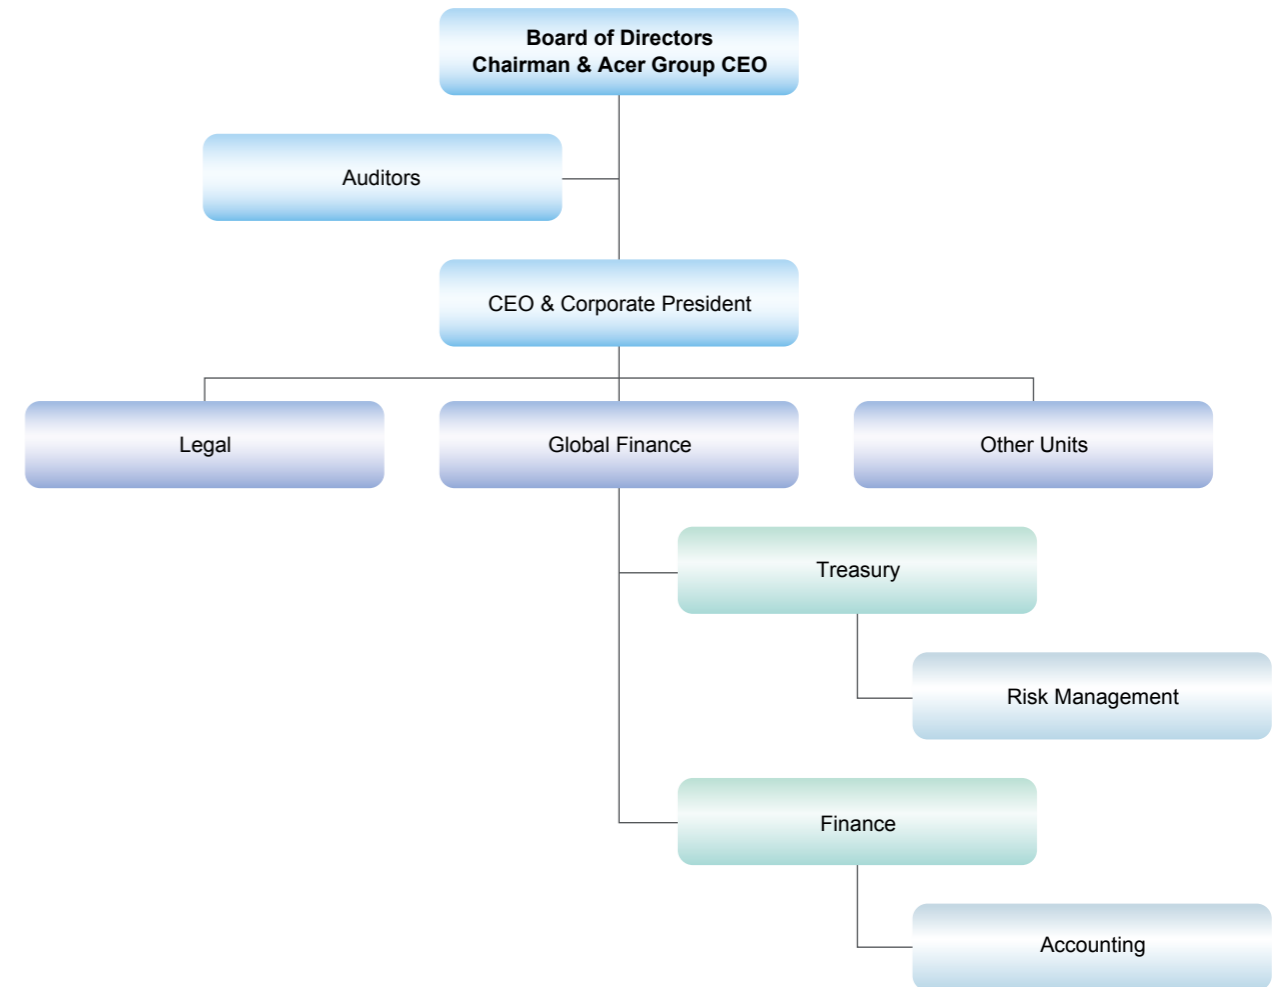 Board of Directors
Chairman & Acer Group CEO
Auditors
CEO & Corporate President
Legal
Global Finance
Other Units
Treasury
Risk Management
Finance
Accounting